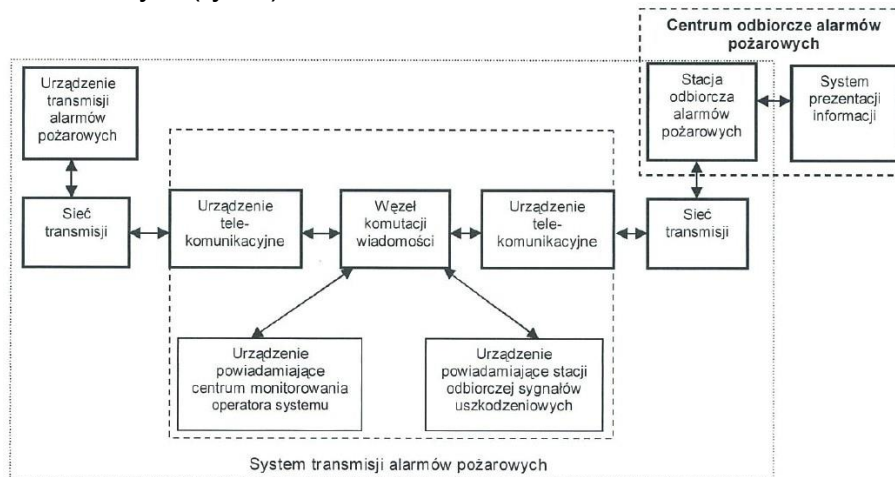 Centrum odbiorcze alarmów
pożarowych
Urządzenie
transmisji
alarmów
pożarowych
Stacja
odbiorcza
alarmów
pożarowych
System
prezentacji
informacji
Sieć
transmisji
Urządzenie
tele-
komunikacyjne
Węzeł
komutacji
wiadomości
Urządzenie
tele-
komunikacyjne
Sieć
transmisji
Urządzenie
powiadamiające
centrum monitorowania
operatora systemu
Urządzenie
powiadamiające stacji
odbiorczej sygnałów
uszkodzeniowych
System transmisji alarmów pożarowych